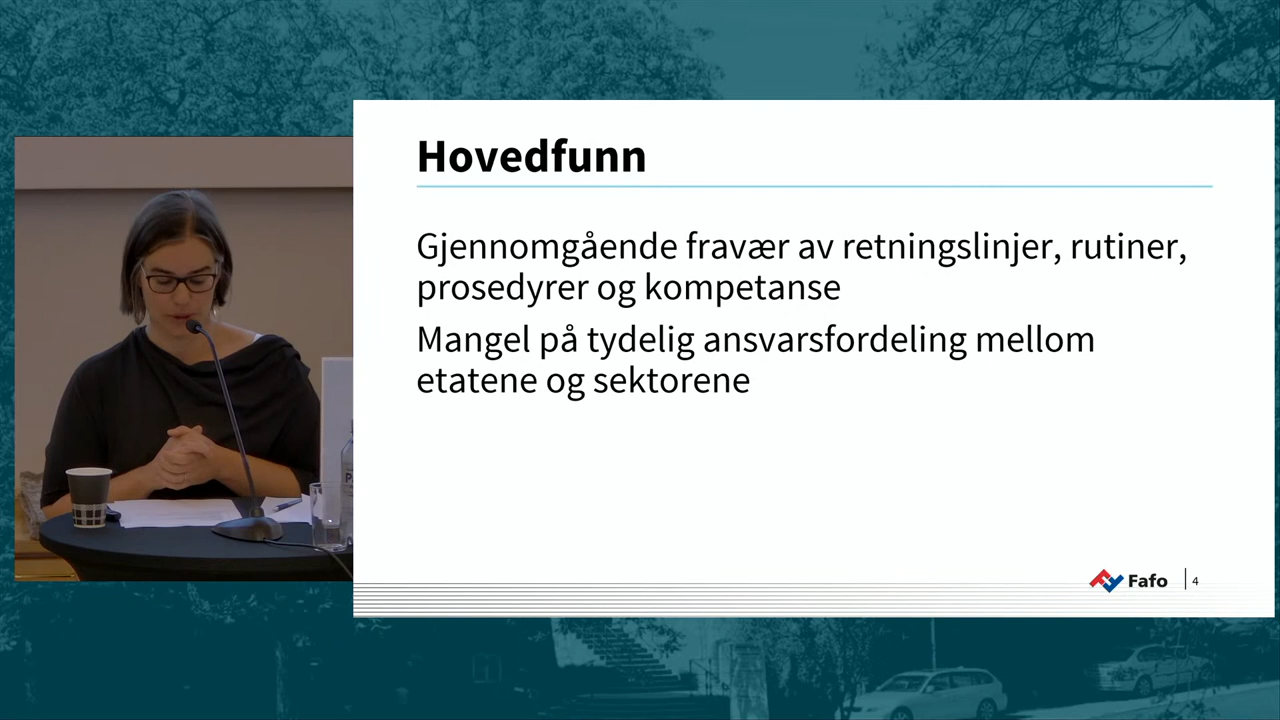 Hovedfunn
Gjennomgående fravær av retningslinjer, rutiner,
prosedyrer og kompetanse
Mangel på tydelig ansvarsfordeling mellom
etatene og sektorene
Fafo
4